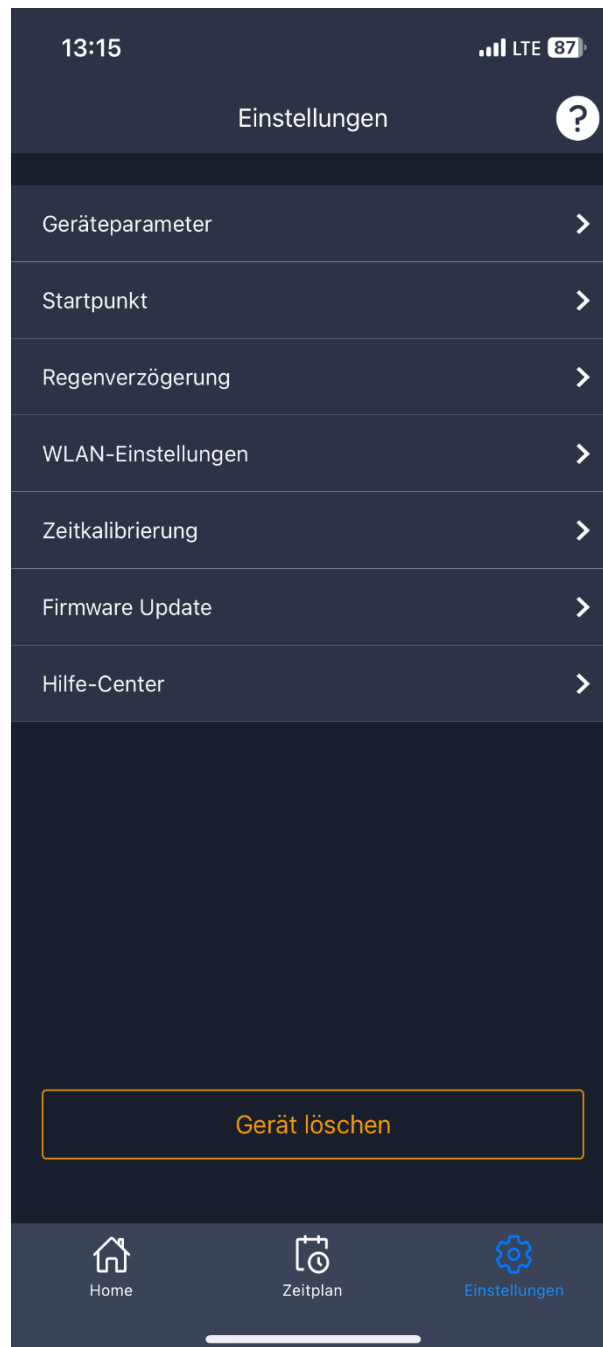 13:15 LTE 87
Einstellungen ?
Geräteparameter
Startpunkt
Regenverzögerung
WLAN-Einstellungen
Zeitkalibrierung
Firmware Update
Hilfe-Center
Gerät löschen
Home Zeitplan Einstellungen